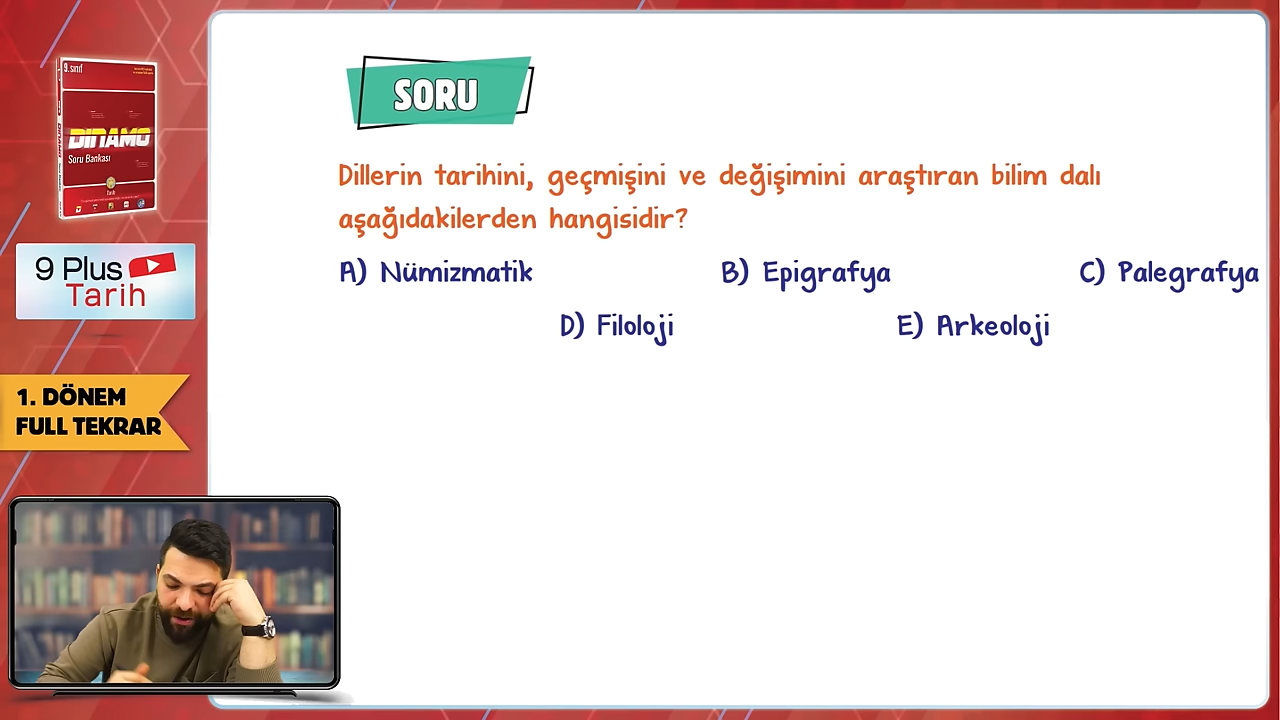 SORU
Dillerin tarihini, geçmişini ve değişimini araştıran bilim dalı
aşağıdakilerden hangisidir?
A) Nümizmatik B) Epigrafya C) Palegrafya
D) Filoloji E) Arkeoloji
9. sınıf
DİNAMO
Soru Bankası
Tarih
9 Plus
Tarih
1. DÖNEM
FULL TEKRAR